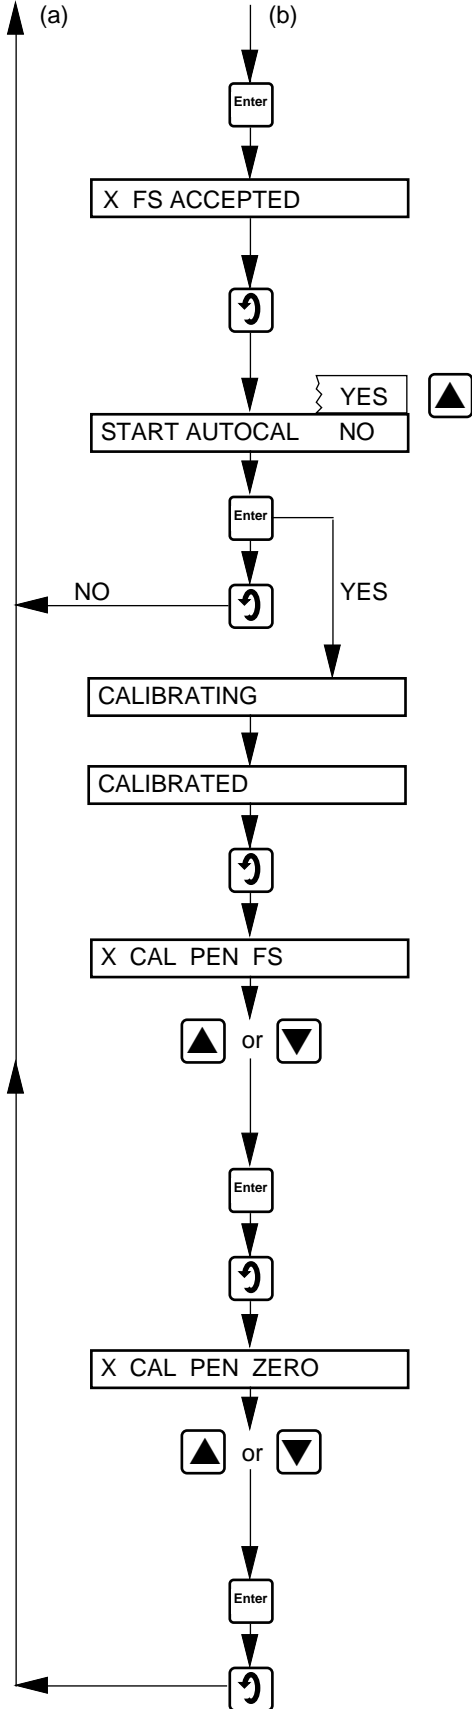 (a) (b)
Enter
X FS ACCEPTED
YES
START AUTOCAL NO
Enter
NO YES
CALIBRATING
CALIBRATED
X CAL PEN FS
or
Enter
X CAL PEN ZERO
or
Enter